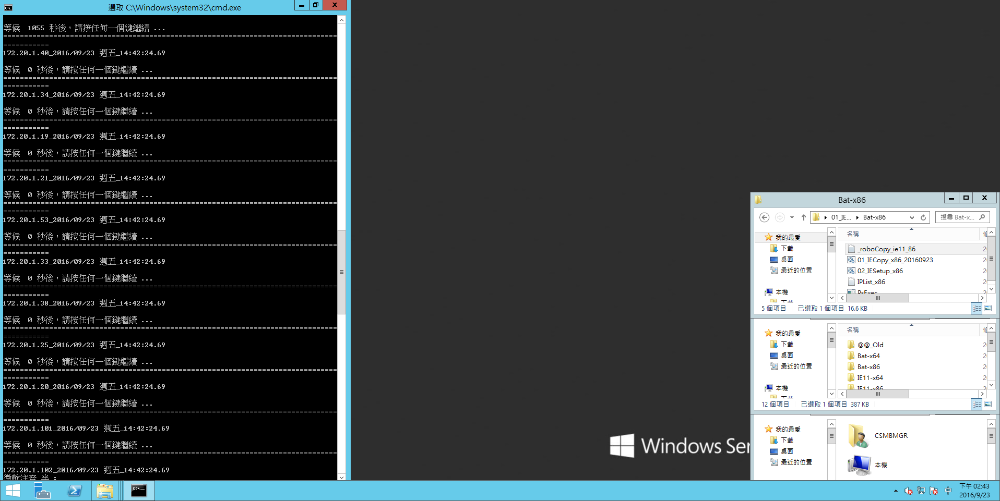 選取 C:\Windows\system32\cmd.exe
等候  1055 秒後，請按任何一個鍵繼續 ...
================================================================================
===========
172.20.1.40_2016/09/23 週五_14:42:24.69
等候  0 秒後，請按任何一個鍵繼續 ...
================================================================================
===========
172.20.1.34_2016/09/23 週五_14:42:24.69
等候  0 秒後，請按任何一個鍵繼續 ...
================================================================================
===========
172.20.1.19_2016/09/23 週五_14:42:24.69
等候  0 秒後，請按任何一個鍵繼續 ...
================================================================================
===========
172.20.1.21_2016/09/23 週五_14:42:24.69
等候  0 秒後，請按任何一個鍵繼續 ...
================================================================================
===========
172.20.1.53_2016/09/23 週五_14:42:24.69
等候  0 秒後，請按任何一個鍵繼續 ...
================================================================================
===========
172.20.1.33_2016/09/23 週五_14:42:24.69
等候  0 秒後，請按任何一個鍵繼續 ...
================================================================================
===========
172.20.1.38_2016/09/23 週五_14:42:24.69
等候  0 秒後，請按任何一個鍵繼續 ...
================================================================================
===========
172.20.1.25_2016/09/23 週五_14:42:24.69
等候  0 秒後，請按任何一個鍵繼續 ...
================================================================================
===========
172.20.1.20_2016/09/23 週五_14:42:24.69
等候  0 秒後，請按任何一個鍵繼續 ...
================================================================================
===========
172.20.1.101_2016/09/23 週五_14:42:24.69
等候  0 秒後，請按任何一個鍵繼續 ...
================================================================================
===========
172.20.1.102_2016/09/23 週五_14:42:24.69
微軟注音 半 :
Windows Ser
Bat-x86
01_IE... Bat-x86
搜尋 Bat-x...
我的最愛
下載
桌面
最近的位置
本機
下載
名稱
_roboCopy_ie11_86
01_IECopy_x86_20160923
02_IESetup_x86
IPList_x86
PsExec
5 個項目 已選取 1 個項目 16.6 KB
我的最愛
下載
桌面
最近的位置
本機
下載
名稱
@@_Old
Bat-x64
Bat-x86
IE11-x64
IE11-x86
12 個項目 已選取 1 個項目 387 KB
我的最愛
下載
桌面
最近的位置
CSMBMGR
本機
中
下午 02:43
2016/9/23